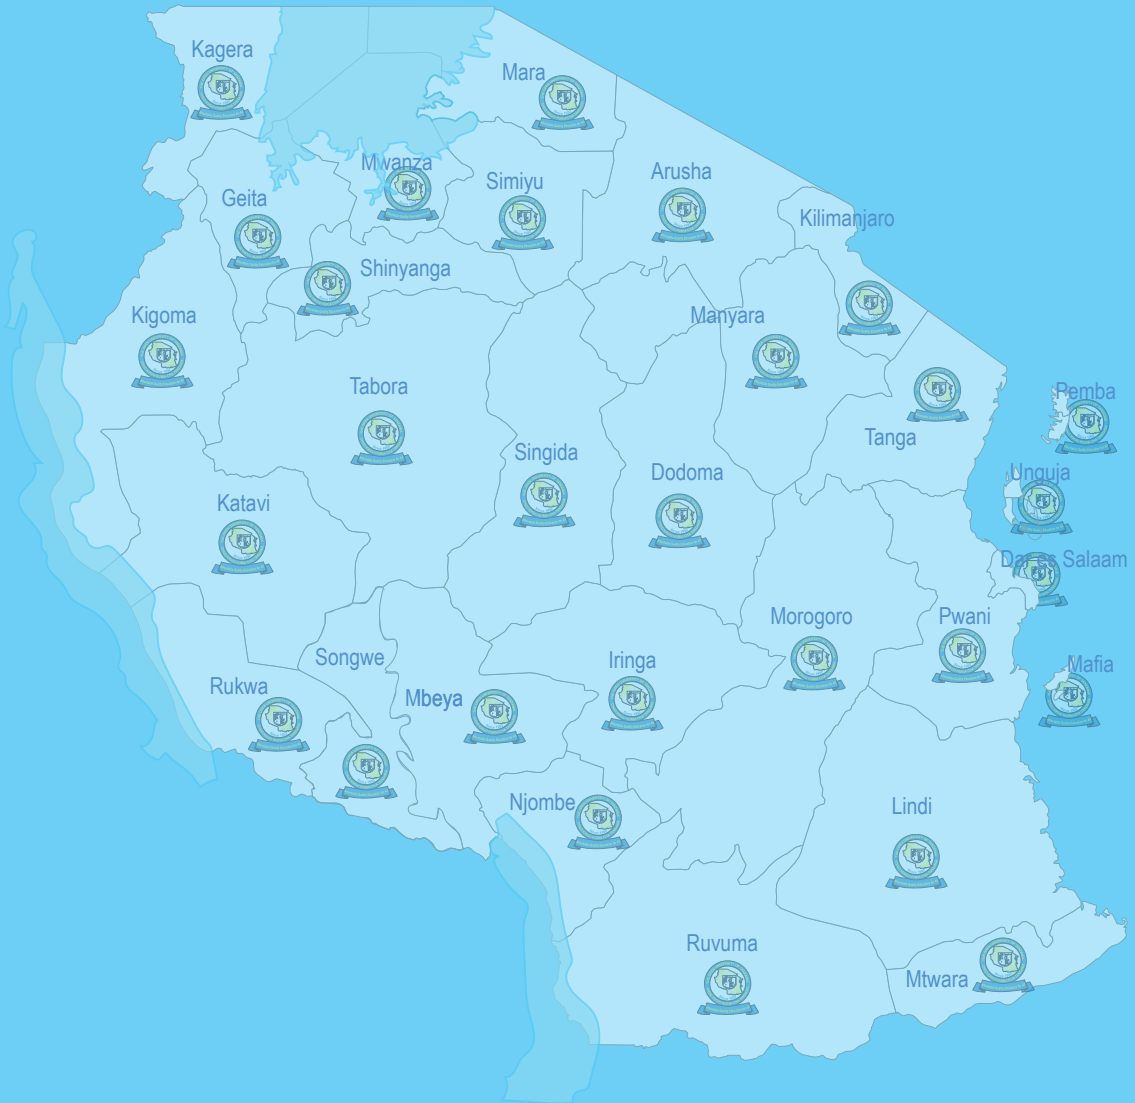 Kagera
Mara
Mwanza
Simiyu
Arusha
Geita
Kilimanjaro
Shinyanga
Kigoma
Manyara
Tabora
Pemba
Tanga
Singida
Dodoma
Unguja
Katavi
Dar es Salaam
Morogoro
Pwani
Songwe
Iringa
Mafia
Rukwa
Mbeya
Njombe
Lindi
Ruvuma
Mtwara